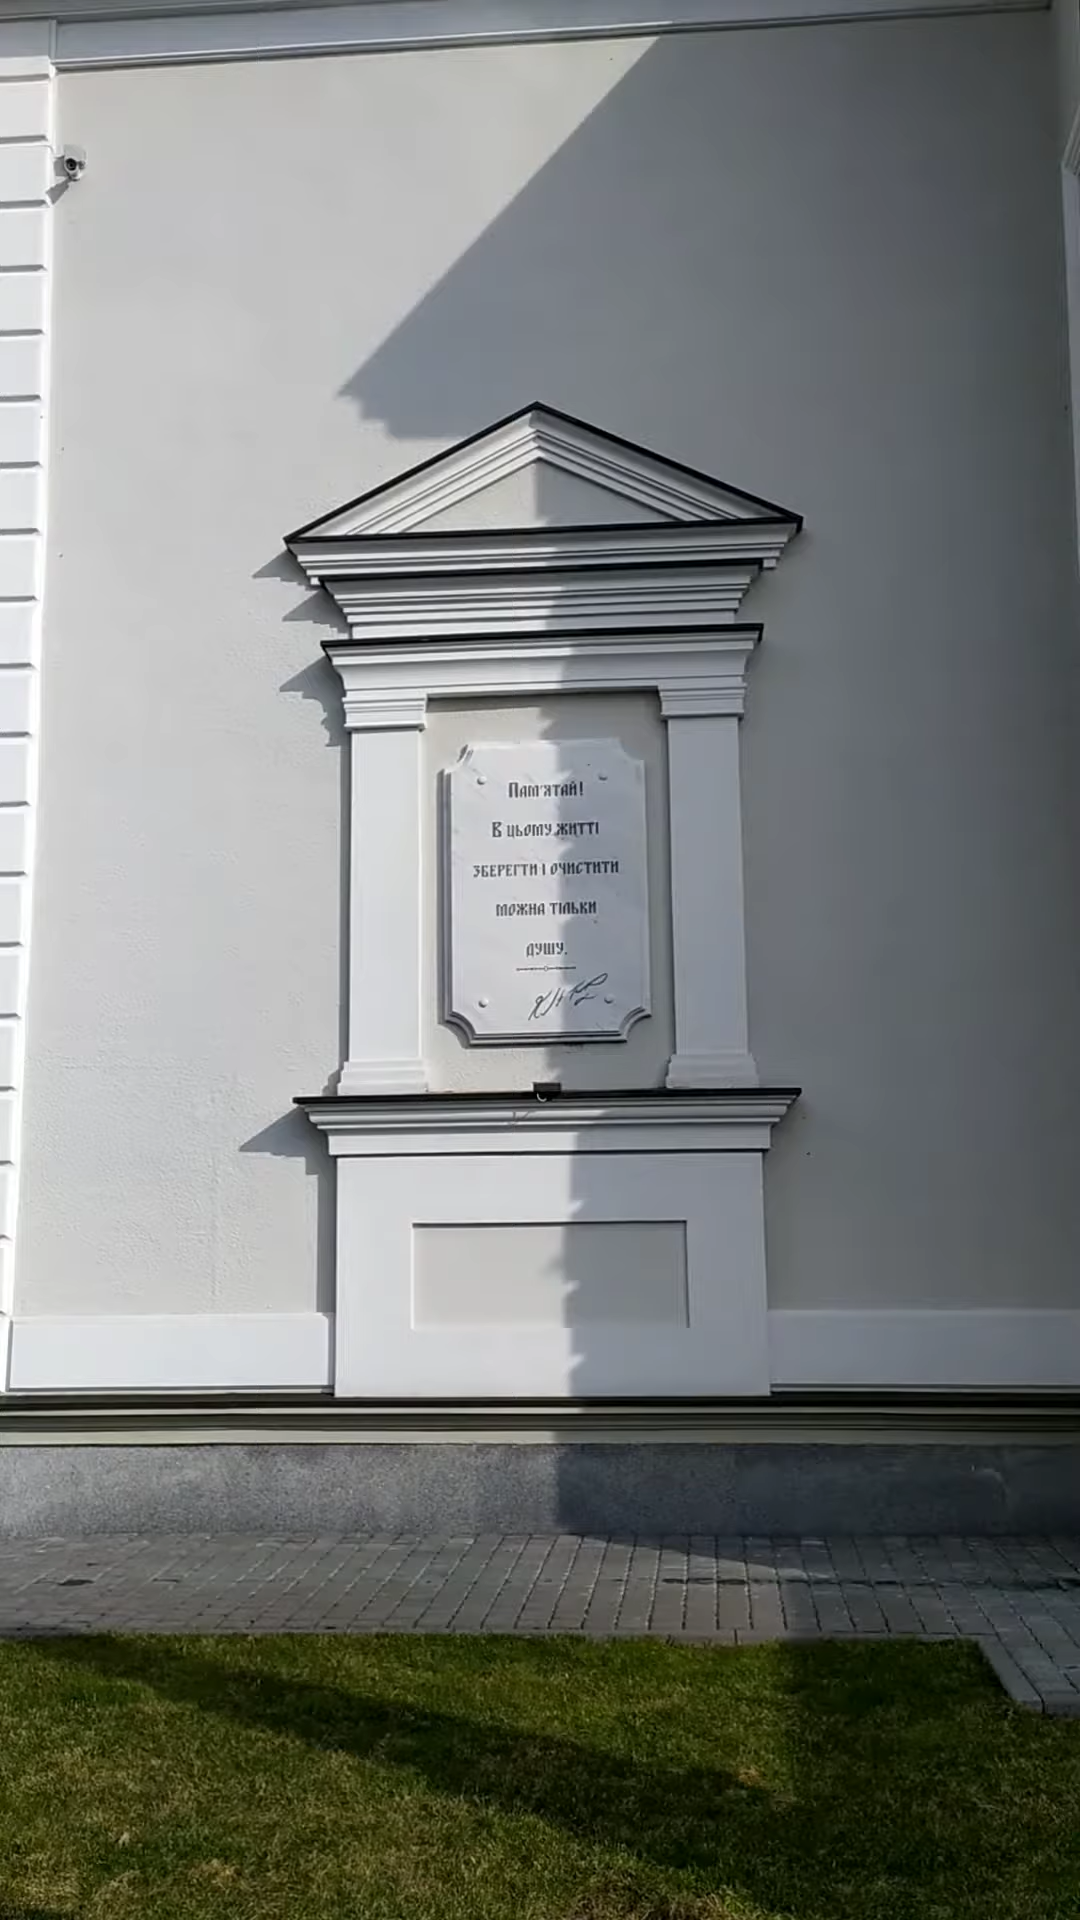 Пам'ятай!
В цьому житті
зберегти і очистити
можна тільки
душу.